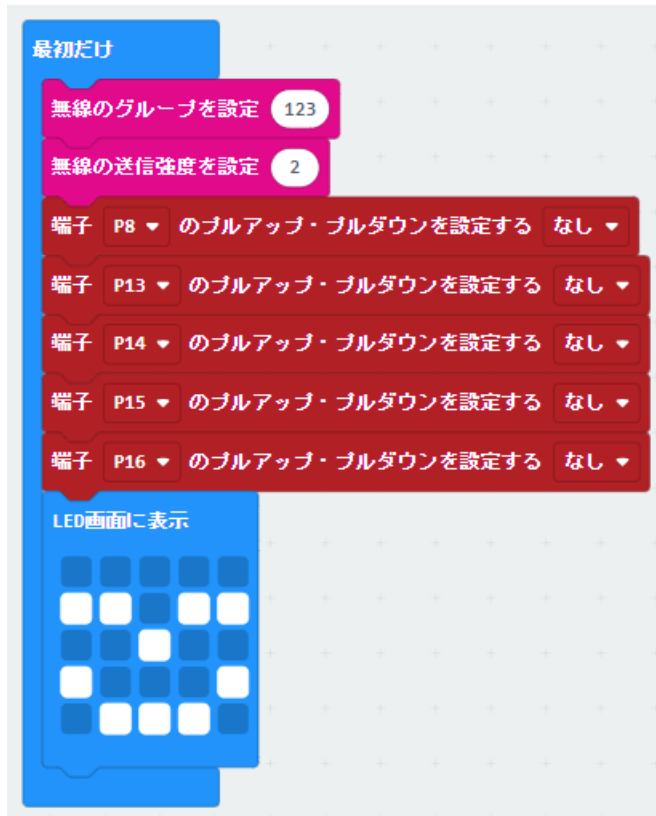 最初だけ
無線のグループを設定 123
無線の送信強度を設定 2
端子 P8 のプルアップ・プルダウンを設定する なし
端子 P13 のプルアップ・プルダウンを設定する なし
端子 P14 のプルアップ・プルダウンを設定する なし
端子 P15 のプルアップ・プルダウンを設定する なし
端子 P16 のプルアップ・プルダウンを設定する なし
LED画面に表示